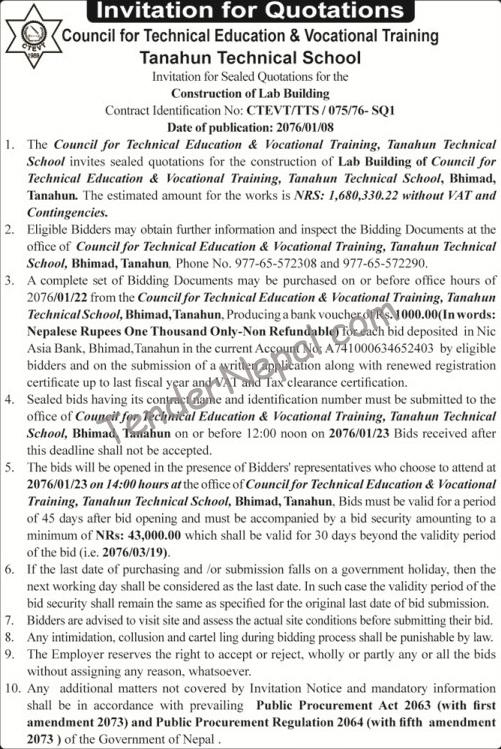 Invitation for Quotations
CTEVT
1989
Council for Technical Education & Vocational Training
Tanahun Technical School
Invitation for Sealed Quotations for the
Construction of Lab Building
Contract Identification No: CTEVT/TTS / 075/76- SQ1
Date of publication: 2076/01/08
1. The Council for Technical Education & Vocational Training, Tanahun Technical
School invites sealed quotations for the construction of Lab Building of Council for
Technical Education & Vocational Training, Tanahun Technical School, Bhimad,
Tanahun. The estimated amount for the works is NRS: 1,680,330.22 without VAT and
Contingencies.
2. Eligible Bidders may obtain further information and inspect the Bidding Documents at the
office of Council for Technical Education & Vocational Training, Tanahun Technical
School, Bhimad, Tanahun, Phone No. 977-65-572308 and 977-65-572290.
3. A complete set of Bidding Documents may be purchased on or before office hours of
2076/01/22 from the Council for Technical Education & Vocational Training, Tanahun
Technical School, Bhimad, Tanahun, Producing a bank voucher of Rs. 1000.00(In words:
Nepalese Rupees One Thousand Only-Non Refundable) for each bid deposited in Nic
Asia Bank, Bhimad,Tanahun in the current Account No; A741000634652403 by eligible
bidders and on the submission of a written application along with renewed registration
certificate up to last fiscal year and VAT and Tax clearance certification.
4. Sealed bids having its contract name and identification number must be submitted to the
office of Council for Technical Education & Vocational Training, Tanahun Technical
School, Bhimad, Tanahun on or before 12:00 noon on 2076/01/23 Bids received after
this deadline shall not be accepted.
5. The bids will be opened in the presence of Bidders' representatives who choose to attend at
2076/01/23 on 14:00 hours at the office of Council for Technical Education & Vocational
Training, Tanahun Technical School, Bhimad, Tanahun, Bids must be valid for a period
of 45 days after bid opening and must be accompanied by a bid security amounting to a
minimum of NRs: 43,000.00 which shall be valid for 30 days beyond the validity period
of the bid (i.e. 2076/03/19).
6. If the last date of purchasing and /or submission falls on a government holiday, then the
next working day shall be considered as the last date. In such case the validity period of the
bid security shall remain the same as specified for the original last date of bid submission.
7. Bidders are advised to visit site and assess the actual site conditions before submitting their bid.
8. Any intimidation, collusion and cartel ling during bidding process shall be punishable by law.
9. The Employer reserves the right to accept or reject, wholly or partly any or all the bids
without assigning any reason, whatsoever.
10. Any additional matters not covered by Invitation Notice and mandatory information
shall be in accordance with prevailing Public Procurement Act 2063 (with first
amendment 2073) and Public Procurement Regulation 2064 (with fifth amendment
2073 ) of the Government of Nepal .
TenderNepal.com